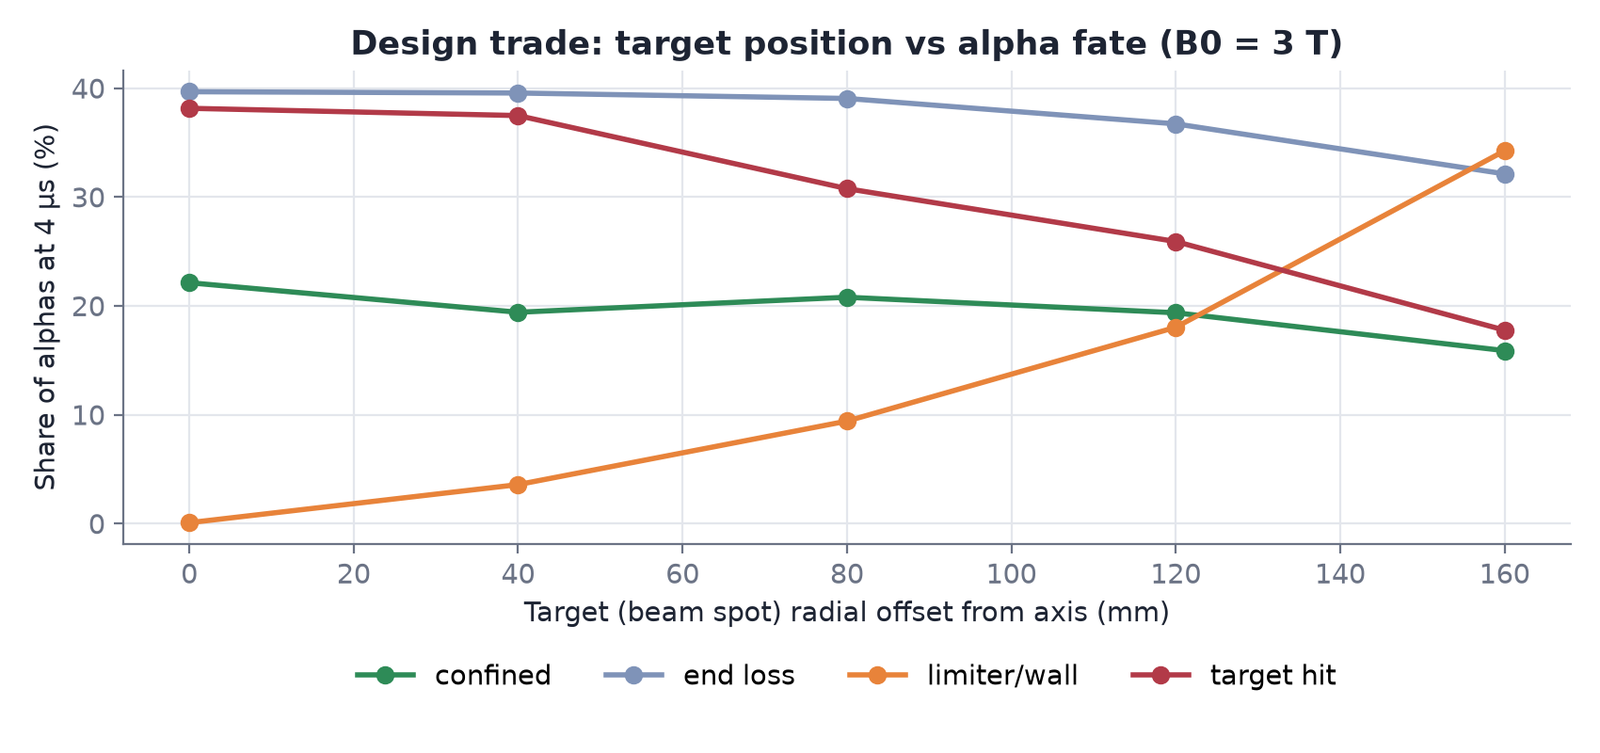 Design trade: target position vs alpha fate (B0 = 3 T)
Share of alphas at 4 µs (%)
40
30
20
10
0
0 20 40 60 80 100 120 140 160
Target (beam spot) radial offset from axis (mm)
confined end loss limiter/wall target hit